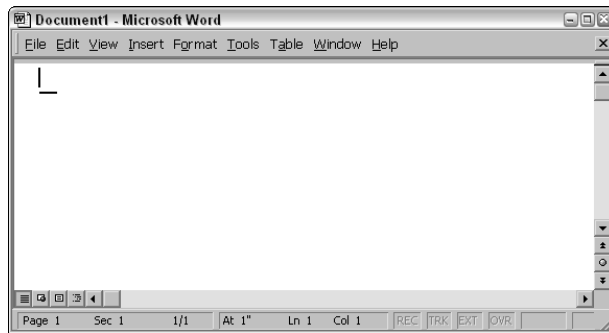 Document1 - Microsoft Word
File Edit View Insert Format Tools Table Window Help
Page 1 Sec 1 1/1 At 1" Ln 1 Col 1 REC TRK EXT OVR